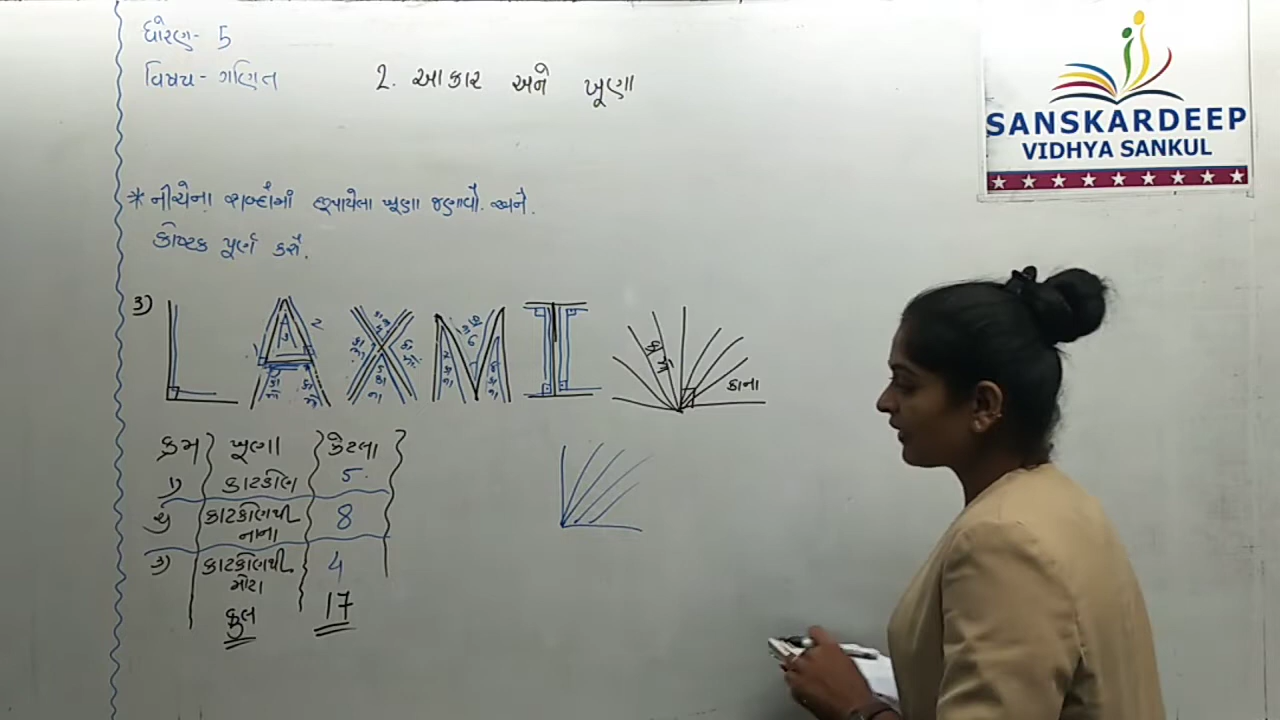 ધોરણ- 5
વિષય- ગણિત
2. આકાર અને ખૂણા
SANSKARDEEP
VIDHYA SANKUL
* નીચેના શબ્દોમાં છૂપાયેલા ખૂણા જણાવો. અને.
કોષ્ટક પૂર્ણ કરો.
3) LAXMI
કાના
ક્રમ ખૂણા કેટલા
1) કાટકોણ 5
2) કાટકોણથી નાના 8
3) કાટકોણથી મોટા 4
કુલ 17